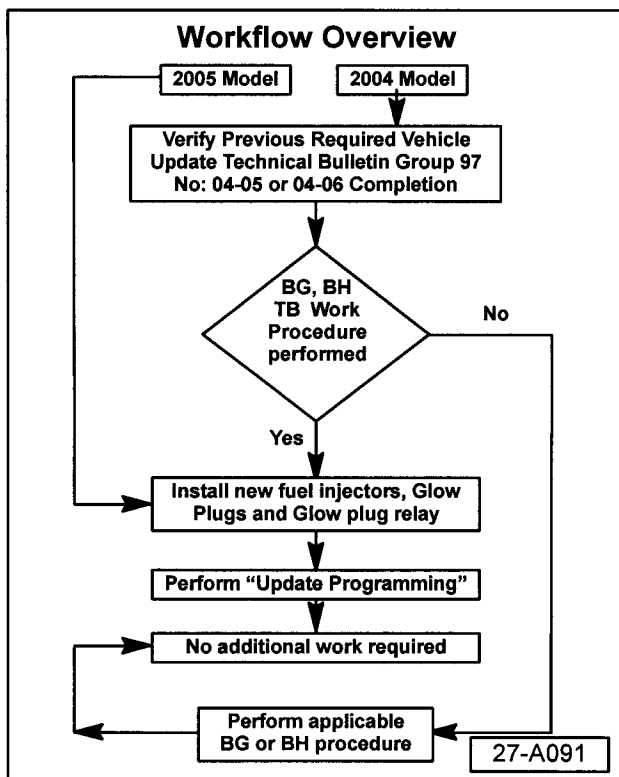 Workflow Overview
2005 Model
2004 Model
Verify Previous Required Vehicle
Update Technical Bulletin Group 97
No: 04-05 or 04-06 Completion
BG, BH
TB Work
Procedure
performed
No
Yes
Install new fuel injectors, Glow
Plugs and Glow plug relay
Perform “Update Programming”
No additional work required
Perform applicable
BG or BH procedure
27-A091